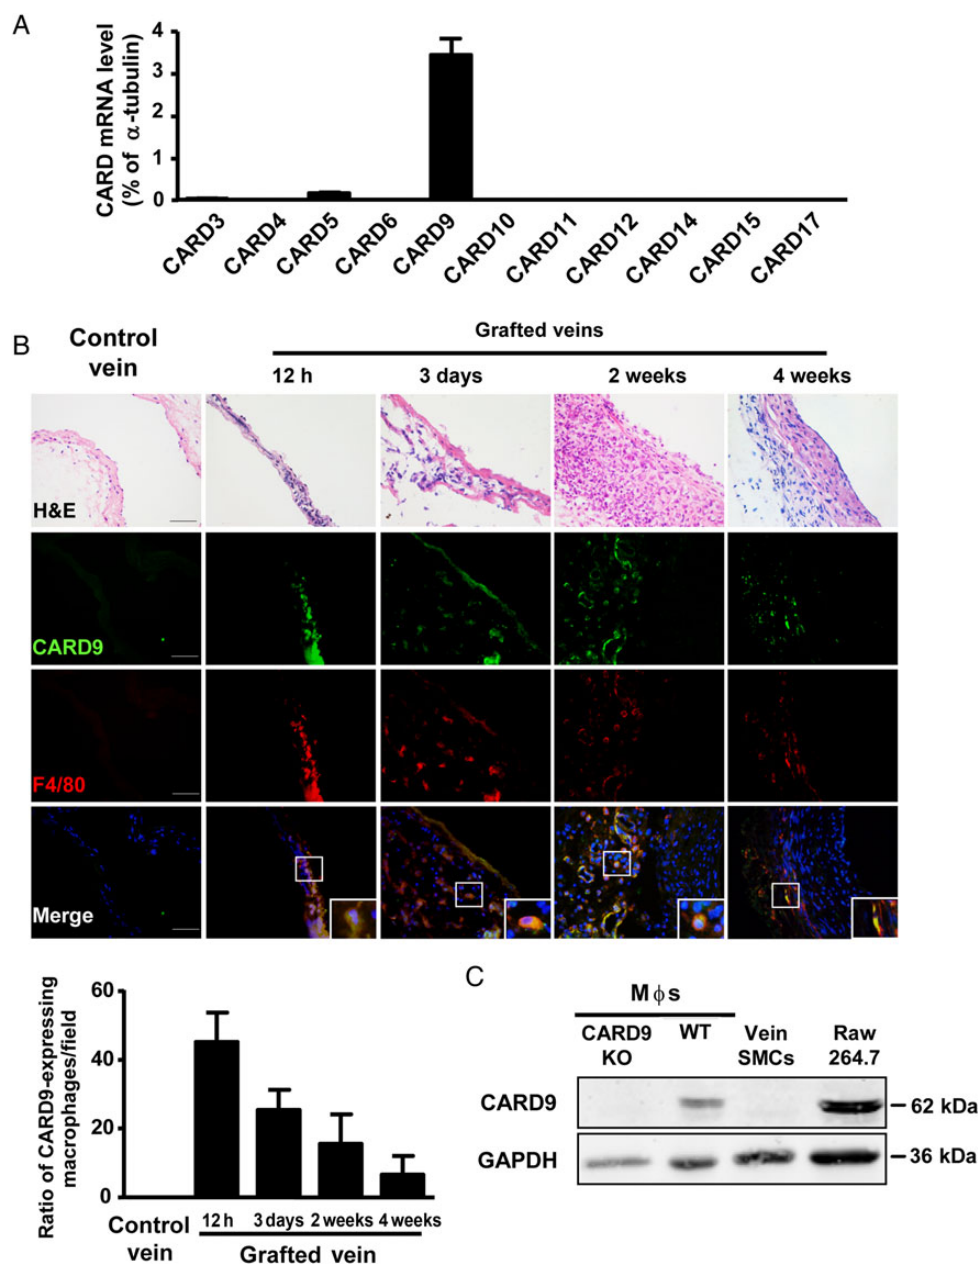 A
CARD mRNA level
(% of α-tubulin)
4
3
2
1
0
CARD3
CARD4
CARD5
CARD6
CARD9
CARD10
CARD11
CARD12
CARD14
CARD15
CARD17
B
Control
vein
Grafted veins
12 h
3 days
2 weeks
4 weeks
H&E
CARD9
F4/80
Merge
Ratio of CARD9-expressing
macrophages/field
60
40
20
0
Control
vein
12 h
3 days
2 weeks
4 weeks
Grafted vein
C
M ϕ s
CARD9
KO
WT
Vein
SMCs
Raw
264.7
CARD9
62 kDa
GAPDH
36 kDa